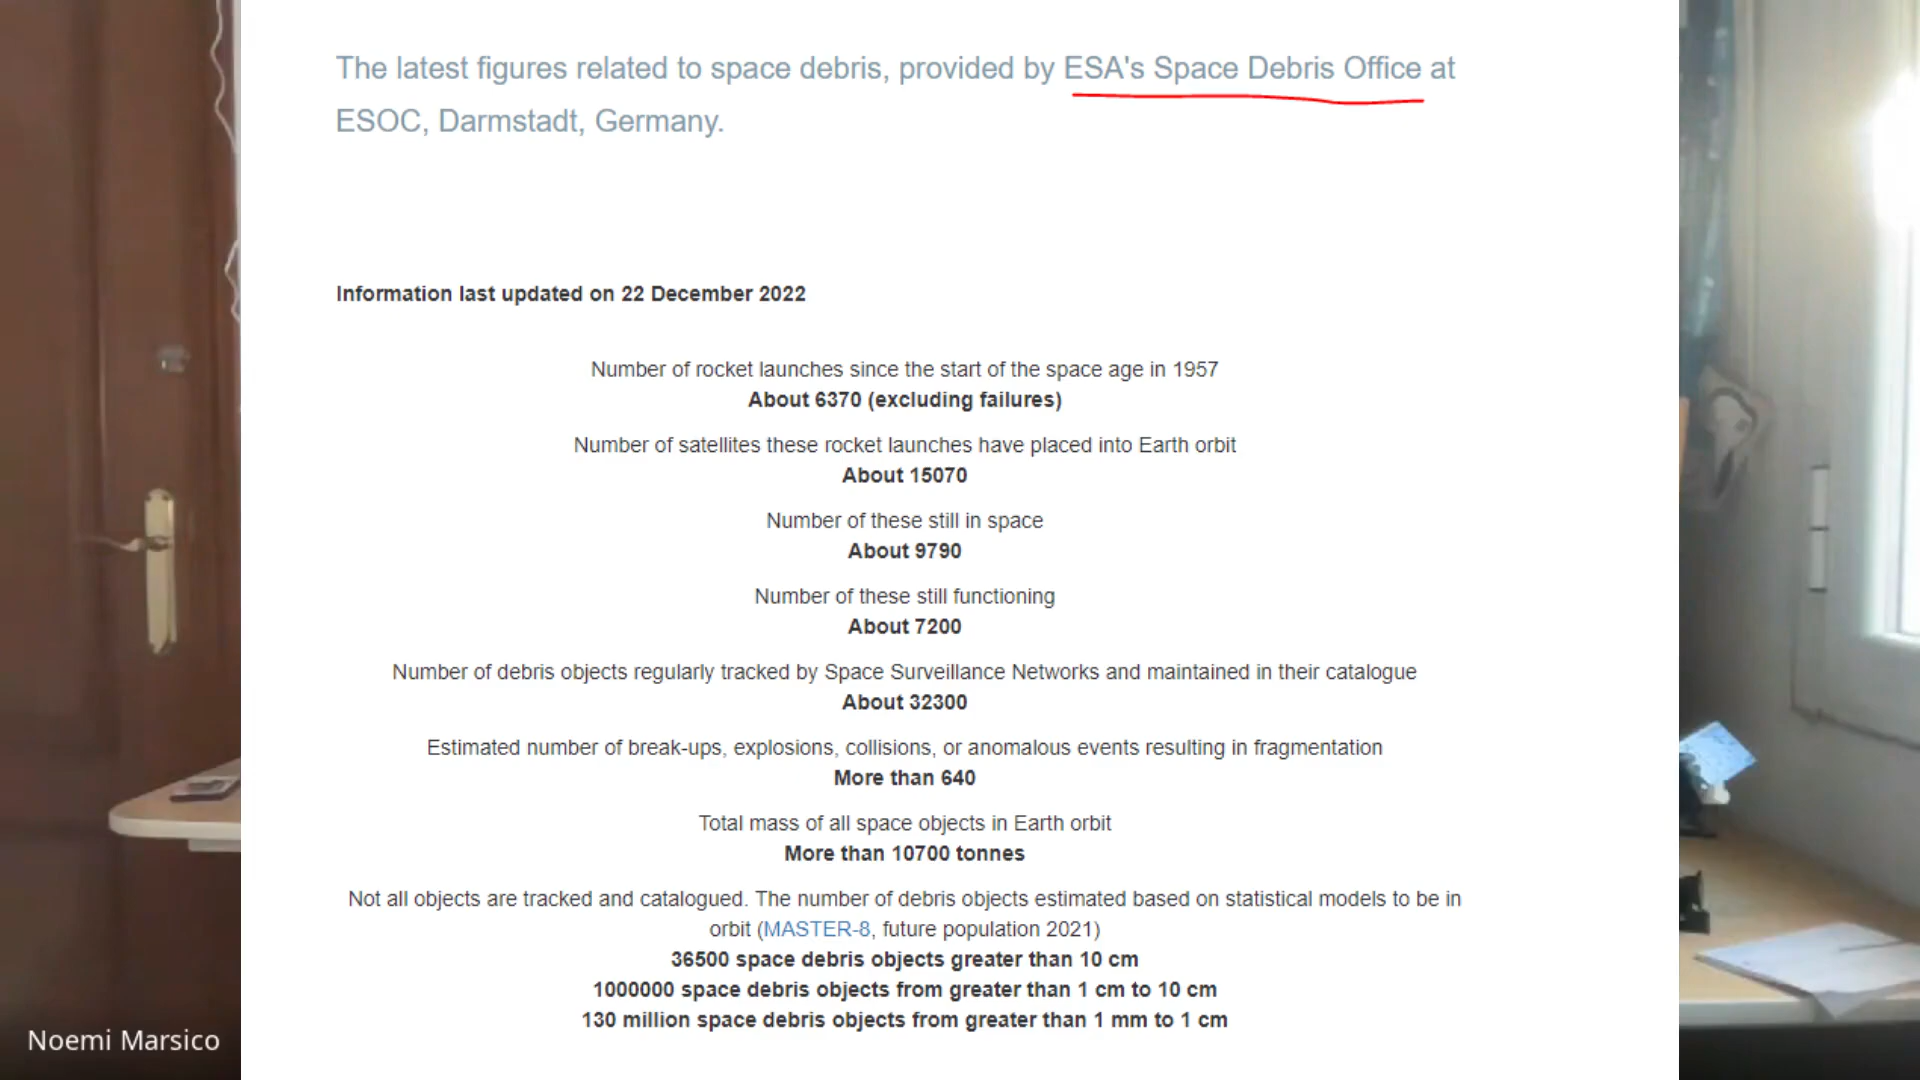 The latest figures related to space debris, provided by ESA's Space Debris Office at
ESOC, Darmstadt, Germany.
Information last updated on 22 December 2022
Number of rocket launches since the start of the space age in 1957
About 6370 (excluding failures)
Number of satellites these rocket launches have placed into Earth orbit
About 15070
Number of these still in space
About 9790
Number of these still functioning
About 7200
Number of debris objects regularly tracked by Space Surveillance Networks and maintained in their catalogue
About 32300
Estimated number of break-ups, explosions, collisions, or anomalous events resulting in fragmentation
More than 640
Total mass of all space objects in Earth orbit
More than 10700 tonnes
Not all objects are tracked and catalogued. The number of debris objects estimated based on statistical models to be in
orbit (MASTER-8, future population 2021)
36500 space debris objects greater than 10 cm
1000000 space debris objects from greater than 1 cm to 10 cm
130 million space debris objects from greater than 1 mm to 1 cm
Noemi Marsico